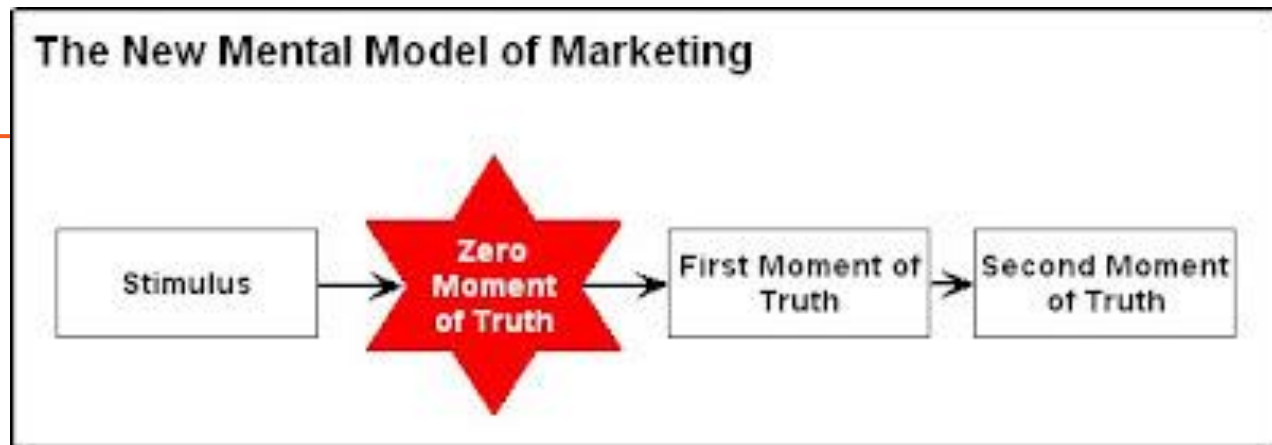 The New Mental Model of Marketing
Stimulus
Zero
Moment
of Truth
First Moment of
Truth
Second Moment
of Truth